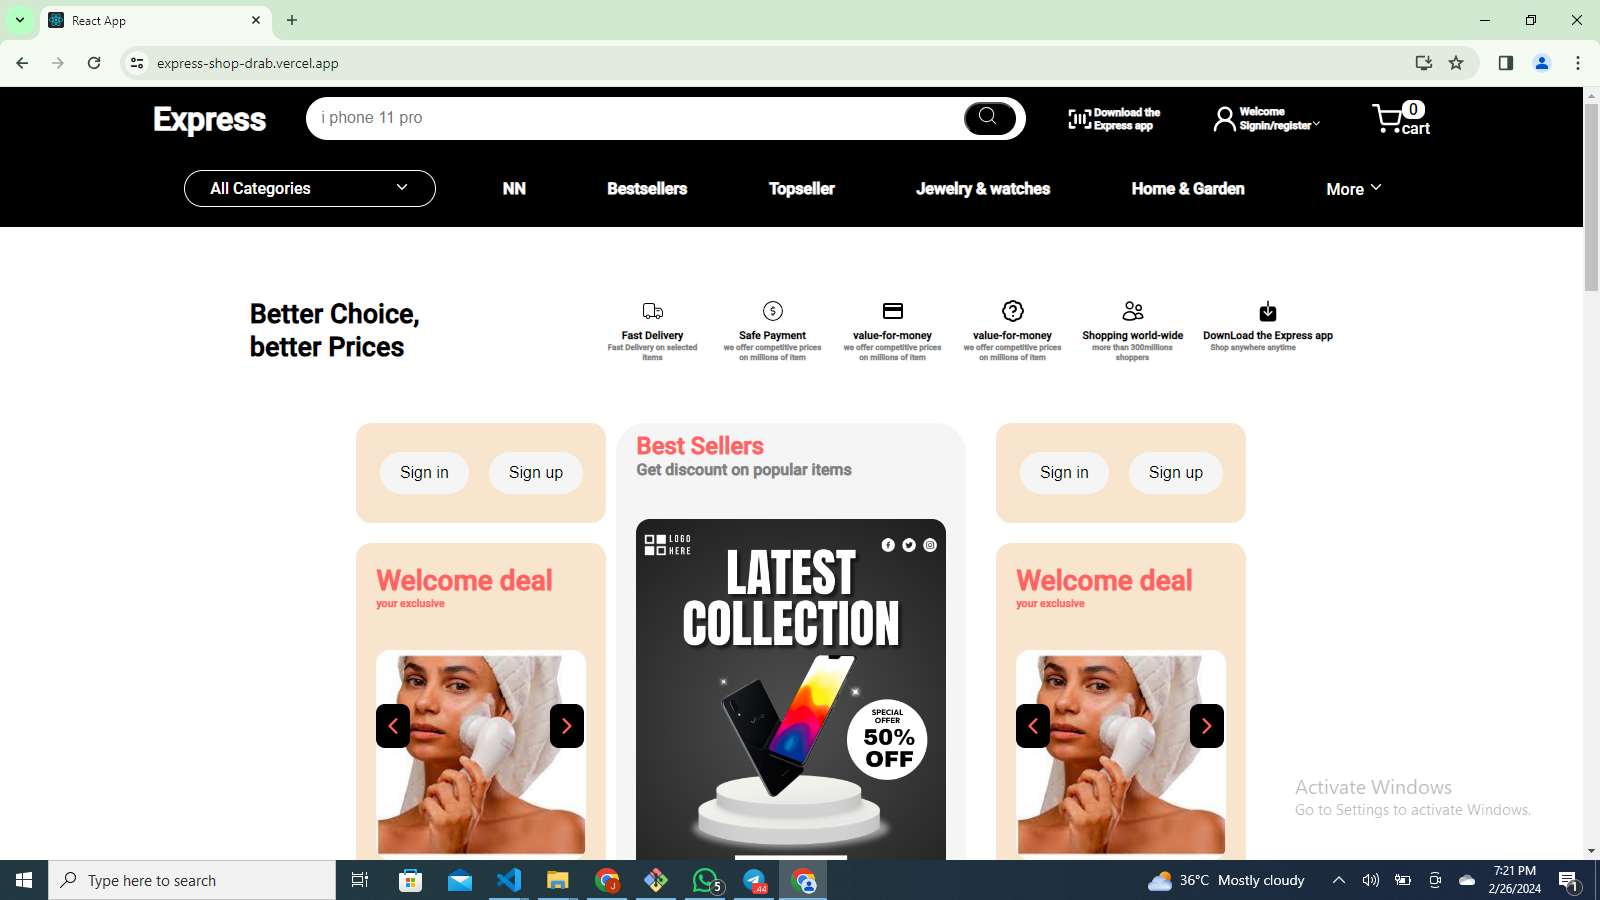 React App
express-shop-drab.vercel.app
Express
i phone 11 pro
Download the
Express app
Welcome
Signin/register
0
cart
All Categories
NN
Bestsellers
Topseller
Jewelry & watches
Home & Garden
More
Better Choice,
better Prices
Fast Delivery
Fast Delivery on selected
items
Safe Payment
we offer competitive prices
on millions of item
value-for-money
we offer competitive prices
on millions of item
value-for-money
we offer competitive prices
on millions of item
Shopping world-wide
more than 300millions
shoppers
DownLoad the Express app
Shop anywhere anytime
Sign in
Sign up
Welcome deal
your exclusive
Best Sellers
Get discount on popular items
LOGO
HERE
LATEST
COLLECTION
vivo
SPECIAL
OFFER
50%
OFF
Sign in
Sign up
Welcome deal
your exclusive
Activate Windows
Go to Settings to activate Windows.
Type here to search
J
5
44
36°C Mostly cloudy
7:21 PM
2/26/2024
1